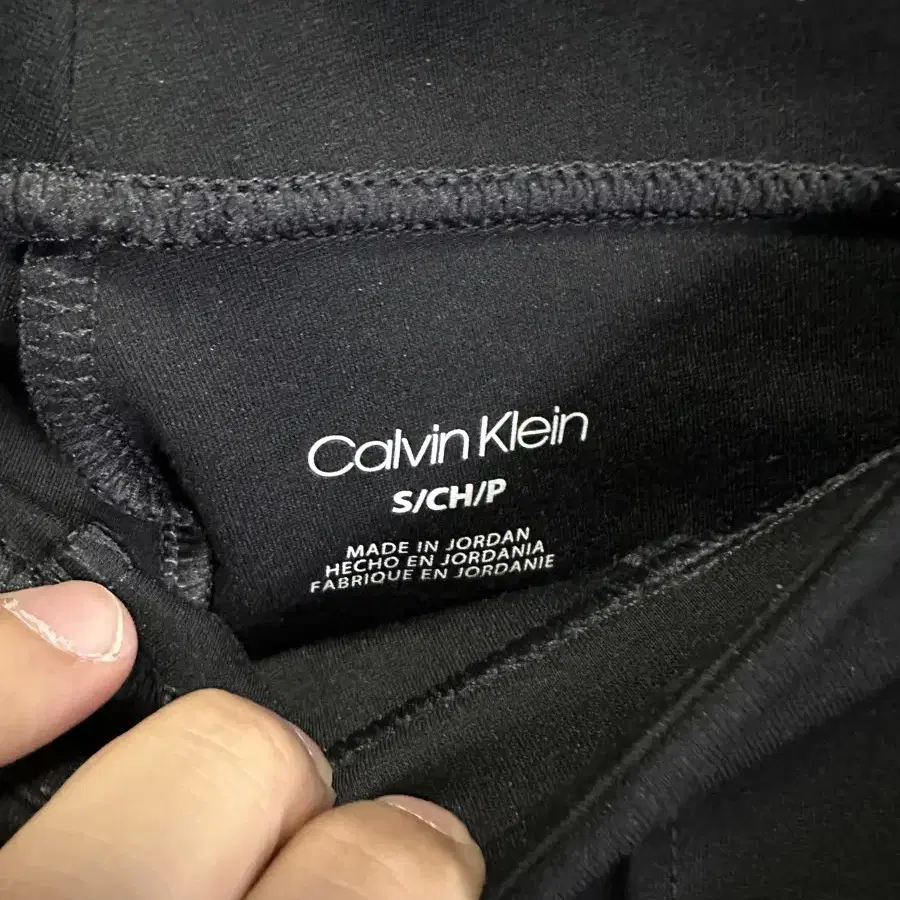 Calvin Klein
S/CH/P
MADE IN JORDAN
HECHO EN JORDANIA
FABRIQUE EN JORDANIE